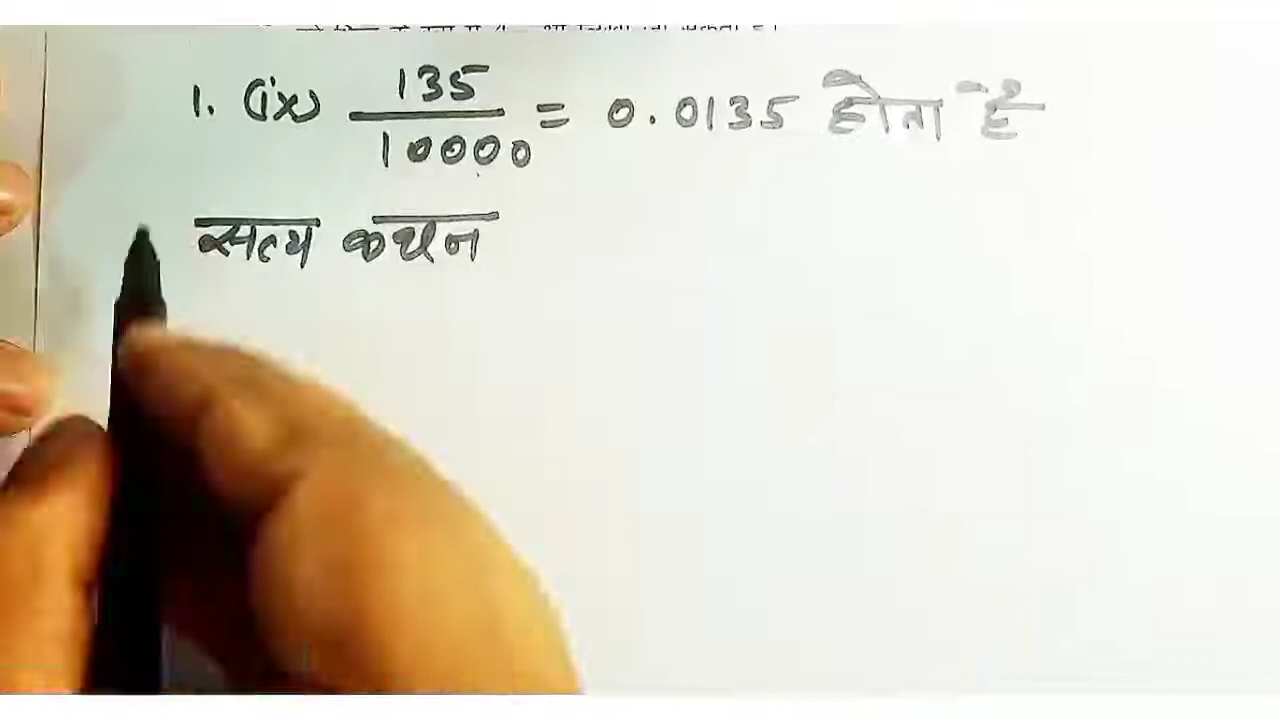 1. (ix) 135/10000 = 0.0135 होता है
सत्य कथन